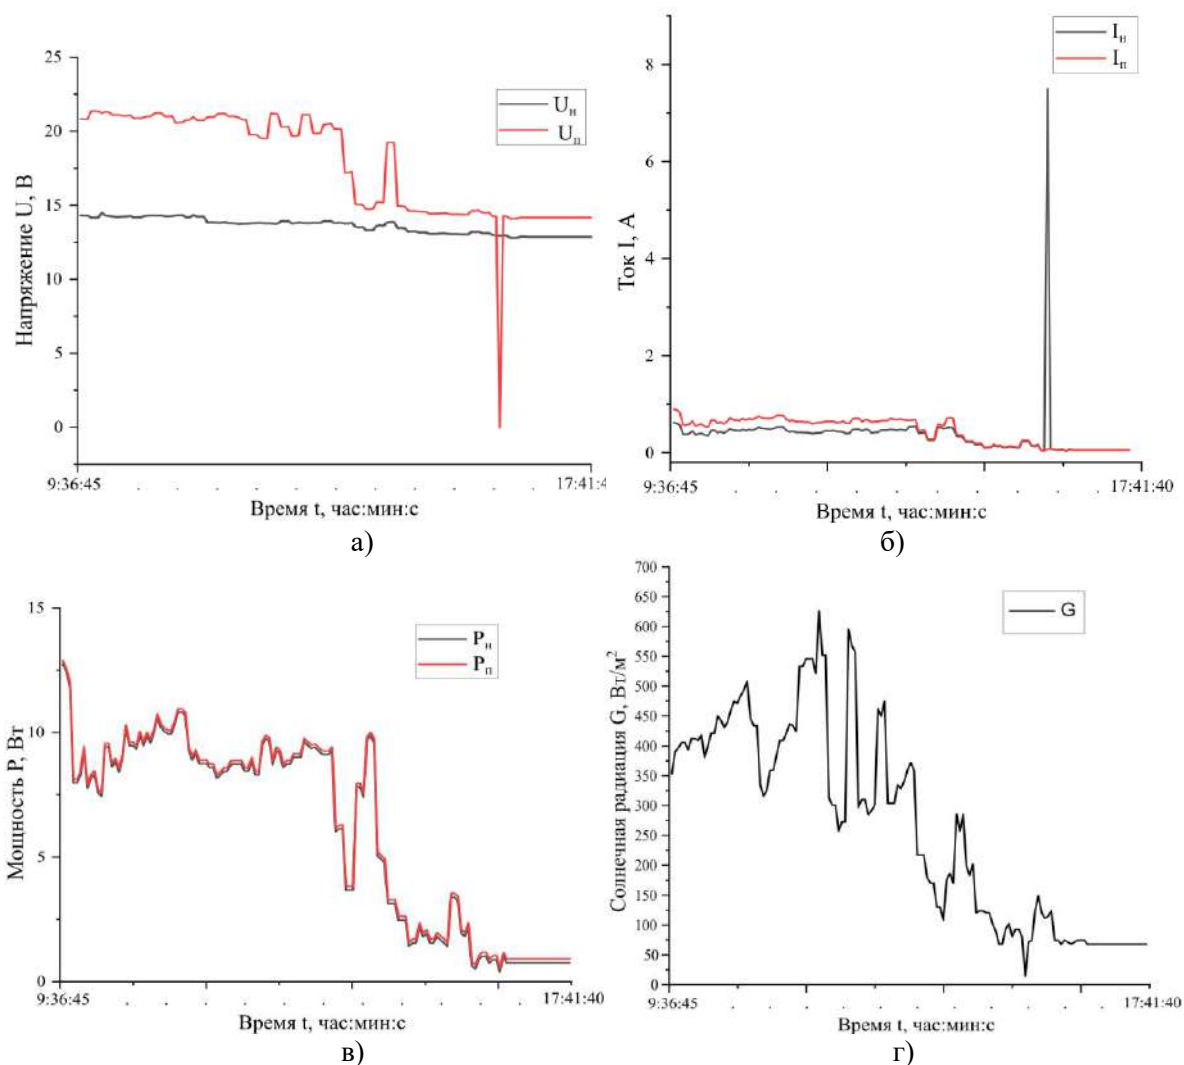 25
20
15
10
5
0
Напряжение U, В
Uн
Uп
9:36:45
17:41:4
Время t, час:мин:с
а)
8
6
4
2
0
Ток I, А
Iн
Iп
9:36:45
17:41:40
Время t, час:мин:с
б)
15
10
5
0
Мощность P, Вт
Pн
Pп
9:36:45
17:41:40
Время t, час:мин:с
в)
700
650
600
550
500
450
400
350
300
250
200
150
100
50
0
Солнечная радиация G, Вт/м²
G
9:36:45
17:41:40
Время t, час:мин:с
г)